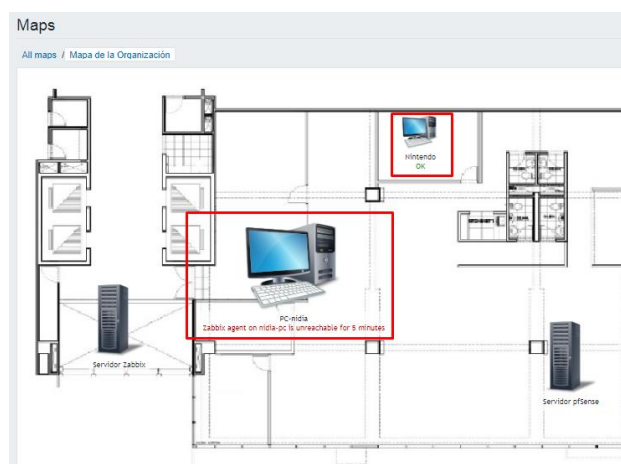 Maps
All maps / Mapa de la Organización
Nintendo
OK
PC-nidia
Zabbix agent on nidia-pc is unreachable for 5 minutes
Servidor Zabbix
Servidor pfSense